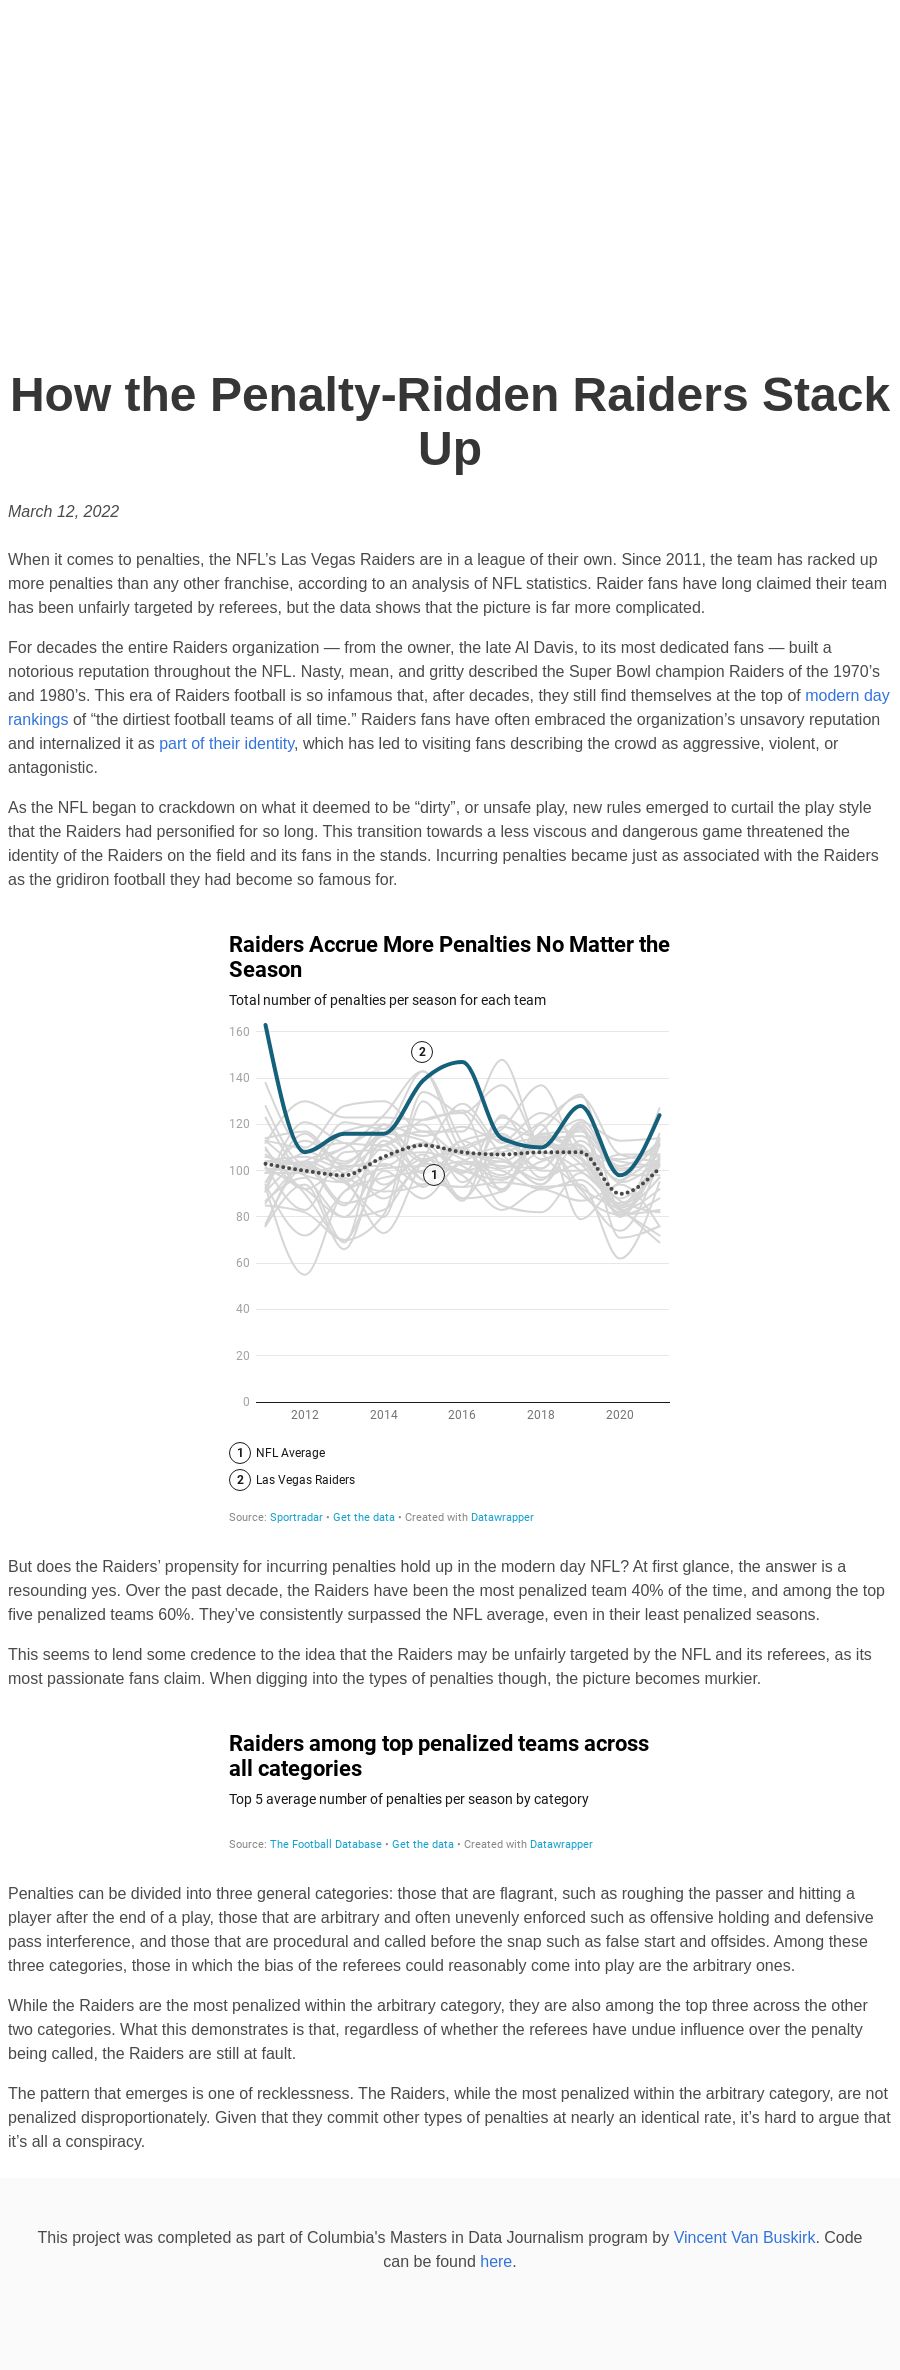 How the Penalty-Ridden Raiders Stack
Up
March 12, 2022
When it comes to penalties, the NFL’s Las Vegas Raiders are in a league of their own. Since 2011, the team has racked up
more penalties than any other franchise, according to an analysis of NFL statistics. Raider fans have long claimed their team
has been unfairly targeted by referees, but the data shows that the picture is far more complicated.
For decades the entire Raiders organization — from the owner, the late Al Davis, to its most dedicated fans — built a
notorious reputation throughout the NFL. Nasty, mean, and gritty described the Super Bowl champion Raiders of the 1970’s
and 1980’s. This era of Raiders football is so infamous that, after decades, they still find themselves at the top of modern day
rankings of “the dirtiest football teams of all time.” Raiders fans have often embraced the organization’s unsavory reputation
and internalized it as part of their identity, which has led to visiting fans describing the crowd as aggressive, violent, or
antagonistic.
As the NFL began to crackdown on what it deemed to be “dirty”, or unsafe play, new rules emerged to curtail the play style
that the Raiders had personified for so long. This transition towards a less viscous and dangerous game threatened the
identity of the Raiders on the field and its fans in the stands. Incurring penalties became just as associated with the Raiders
as the gridiron football they had become so famous for.
Raiders Accrue More Penalties No Matter the
Season
Total number of penalties per season for each team
160
2
140
120
100
1
80
60
40
20
0
2012 2014 2016 2018 2020
1 NFL Average
2 Las Vegas Raiders
Source: Sportradar • Get the data • Created with Datawrapper
But does the Raiders’ propensity for incurring penalties hold up in the modern day NFL? At first glance, the answer is a
resounding yes. Over the past decade, the Raiders have been the most penalized team 40% of the time, and among the top
five penalized teams 60%. They’ve consistently surpassed the NFL average, even in their least penalized seasons.
This seems to lend some credence to the idea that the Raiders may be unfairly targeted by the NFL and its referees, as its
most passionate fans claim. When digging into the types of penalties though, the picture becomes murkier.
Raiders among top penalized teams across
all categories
Top 5 average number of penalties per season by category
Source: The Football Database • Get the data • Created with Datawrapper
Penalties can be divided into three general categories: those that are flagrant, such as roughing the passer and hitting a
player after the end of a play, those that are arbitrary and often unevenly enforced such as offensive holding and defensive
pass interference, and those that are procedural and called before the snap such as false start and offsides. Among these
three categories, those in which the bias of the referees could reasonably come into play are the arbitrary ones.
While the Raiders are the most penalized within the arbitrary category, they are also among the top three across the other
two categories. What this demonstrates is that, regardless of whether the referees have undue influence over the penalty
being called, the Raiders are still at fault.
The pattern that emerges is one of recklessness. The Raiders, while the most penalized within the arbitrary category, are not
penalized disproportionately. Given that they commit other types of penalties at nearly an identical rate, it’s hard to argue that
it’s all a conspiracy.
This project was completed as part of Columbia's Masters in Data Journalism program by Vincent Van Buskirk. Code
can be found here.